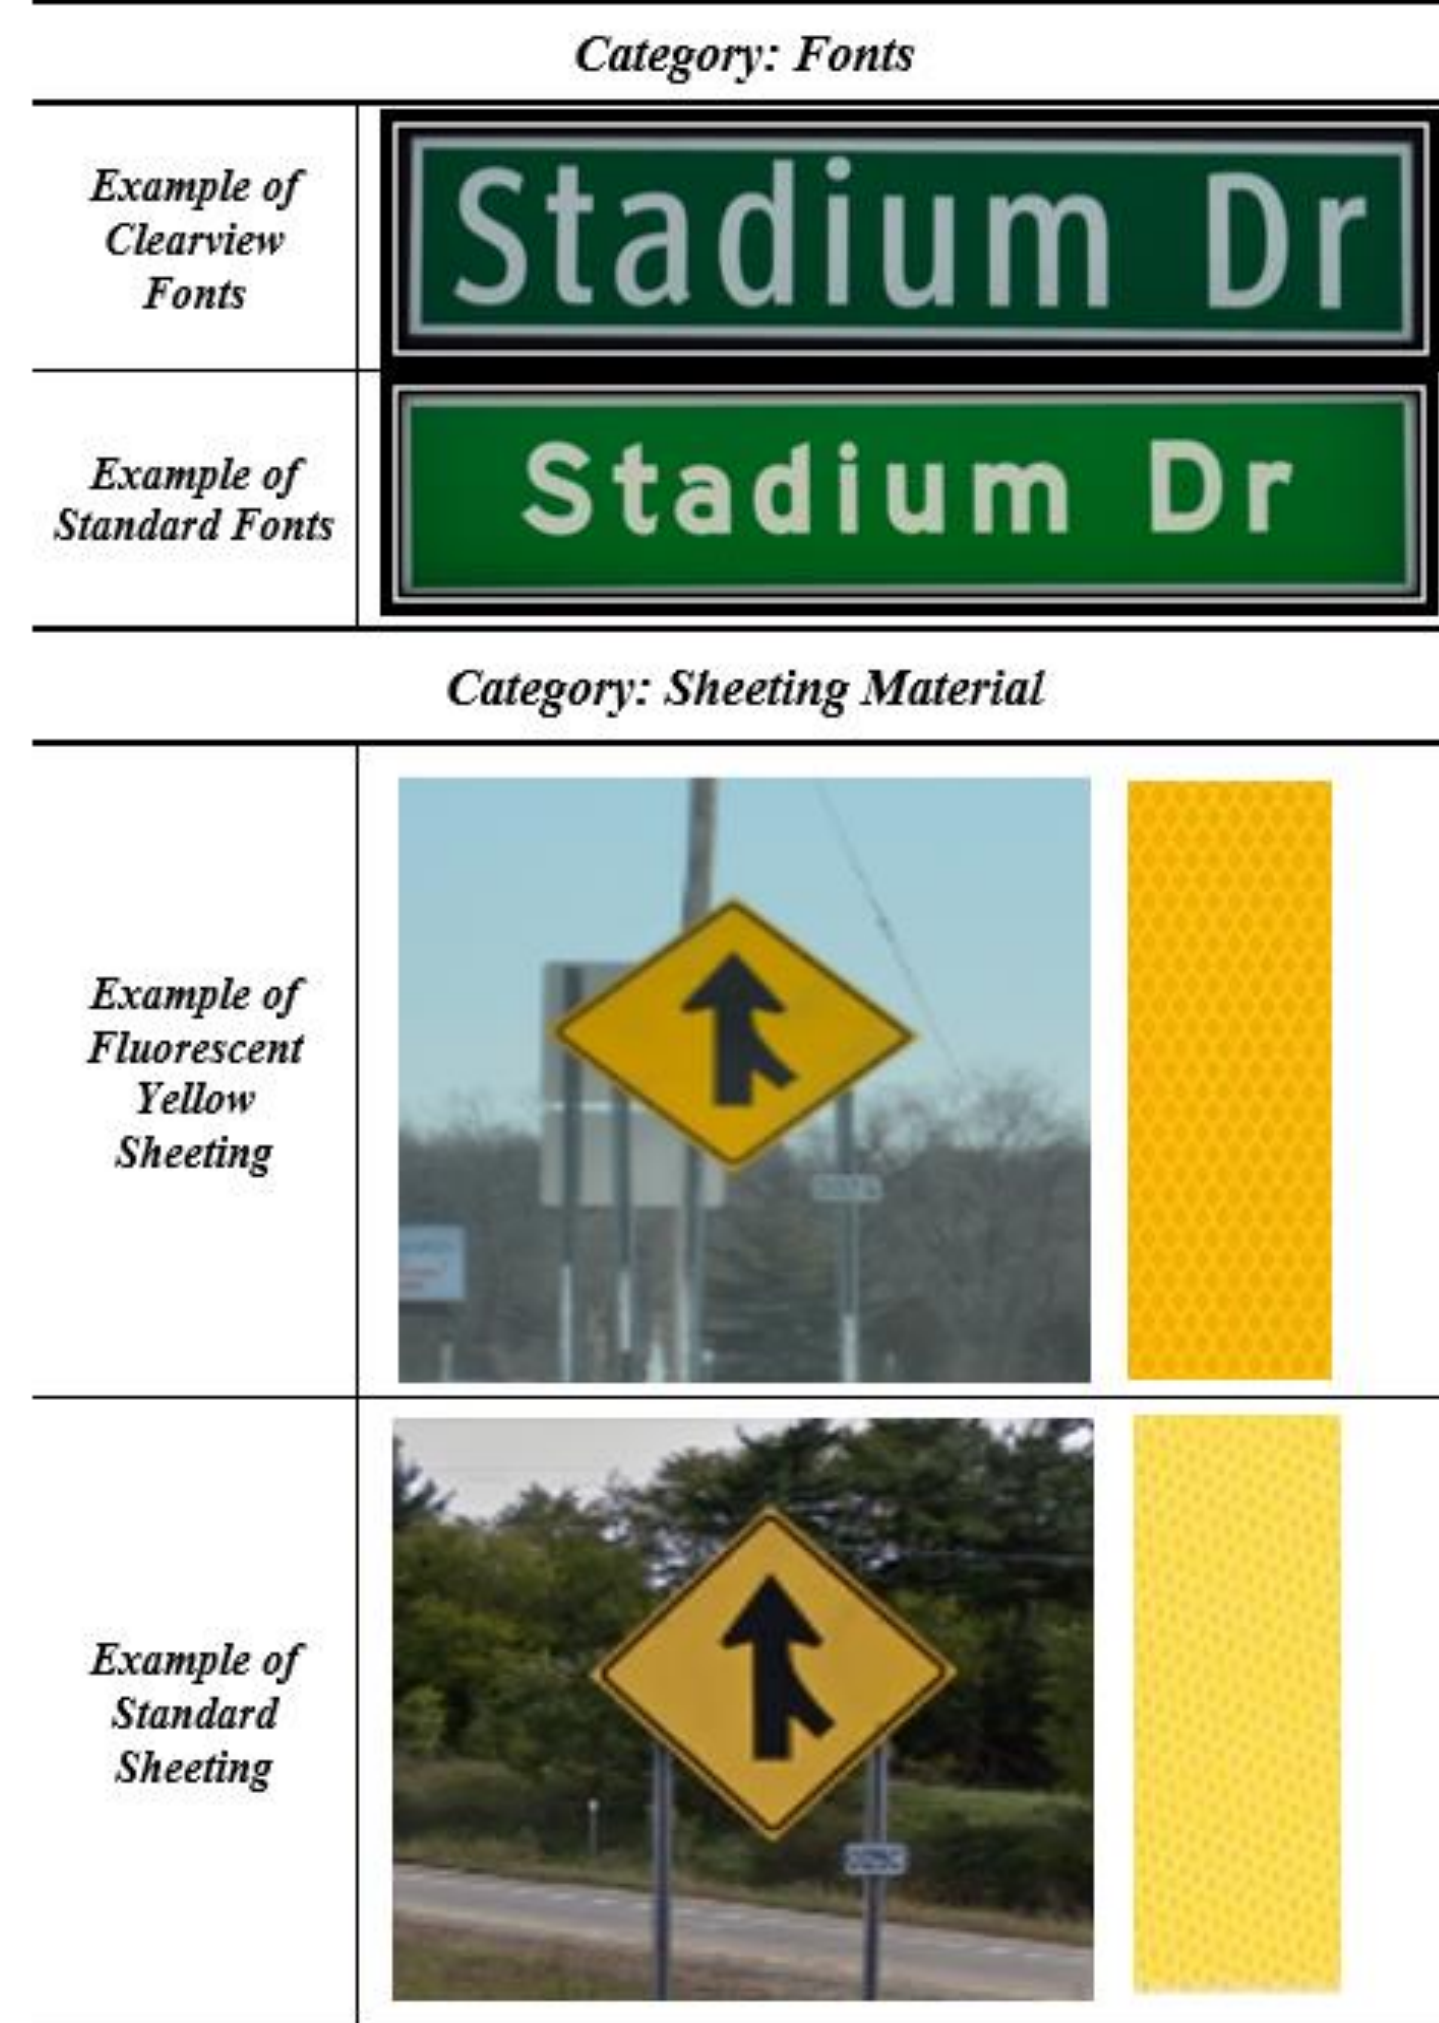 Category: Fonts
Example of
Clearview
Fonts
Stadium Dr
Example of
Standard Fonts
Stadium Dr
Category: Sheeting Material
Example of
Fluorescent
Yellow
Sheeting
Example of
Standard
Sheeting